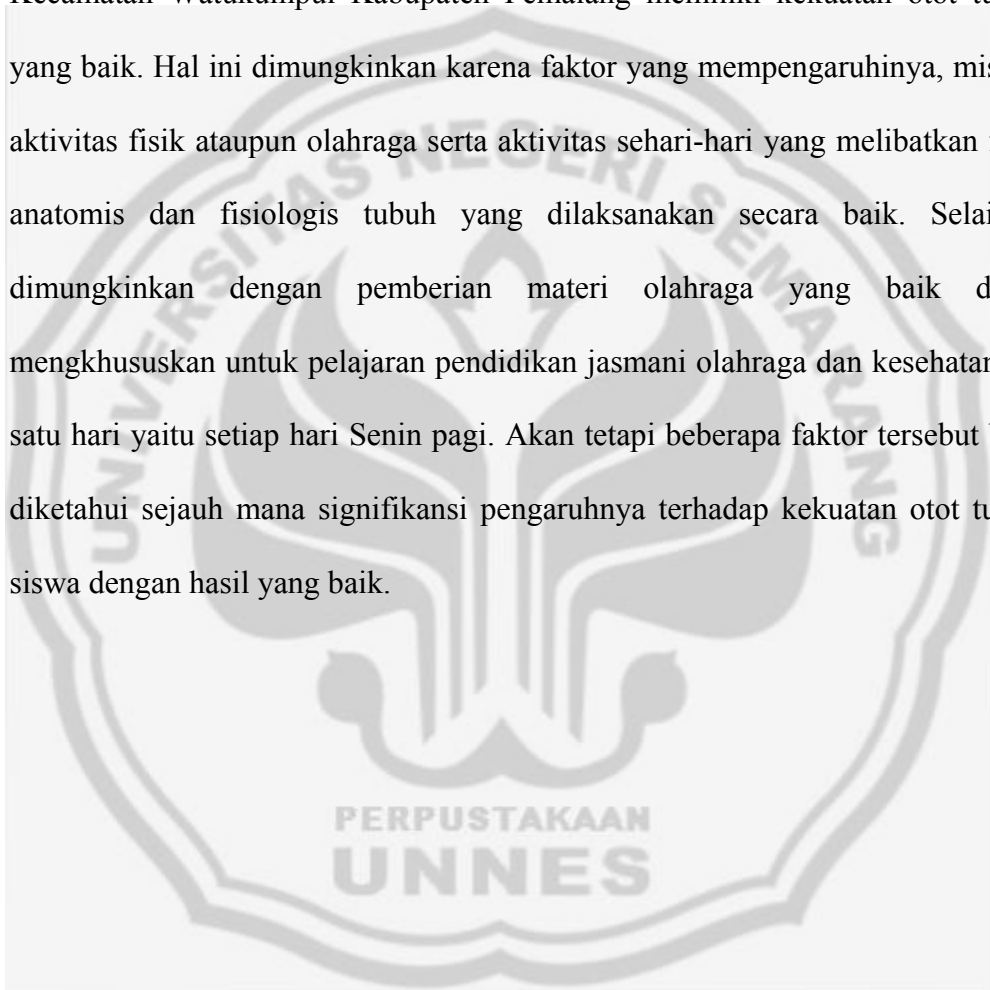 Kecamatan Watukumpul Kabupaten Pemalang memiliki kekuatan otot
yang baik. Hal ini dimungkinkan karena faktor yang mempengaruhinya,
aktivitas fisik ataupun olahraga serta aktivitas sehari-hari yang melibatkan
anatomis dan fisiologis tubuh yang dilaksanakan secara baik.
dimungkinkan dengan pemberian materi olahraga yang baik
mengkhususkan untuk pelajaran pendidikan jasmani olahraga dan kesehatan
satu hari yaitu setiap hari Senin pagi. Akan tetapi beberapa faktor tersebut
diketahui sejauh mana signifikansi pengaruhnya terhadap kekuatan otot
siswa dengan hasil yang baik.
UNIVERSITAS NEGERI SEMARANG
PERPUSTAKAAN
UNNES